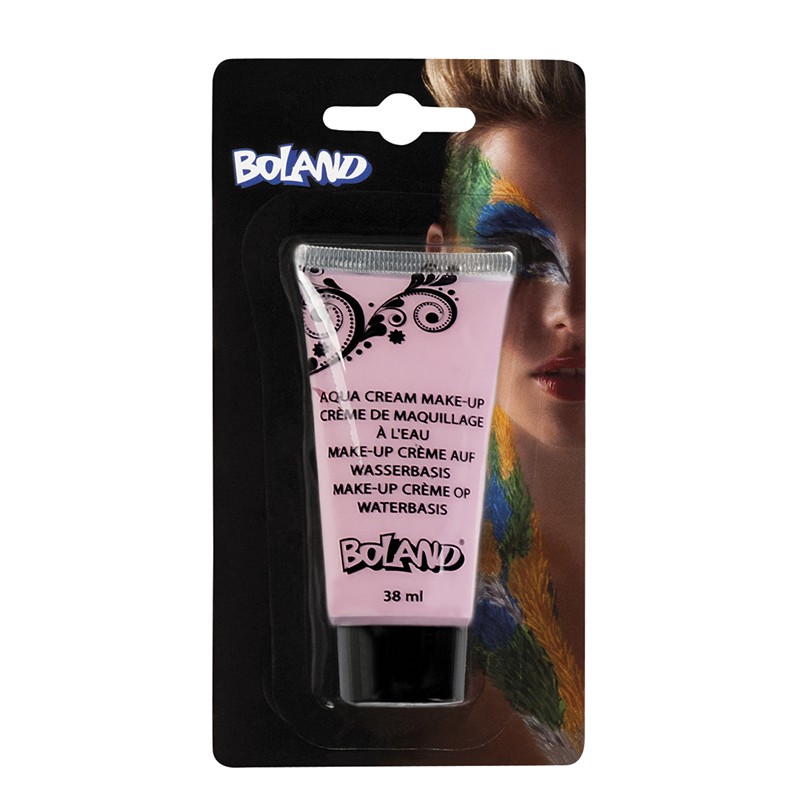 BOLAND
AQUA CREAM MAKE-UP
CRÈME DE MAQUILLAGE
À L'EAU
MAKE-UP CRÈME AUF
WASSERBASIS
MAKE-UP CRÈME OP
WATERBASIS
BOLAND®
38 ml